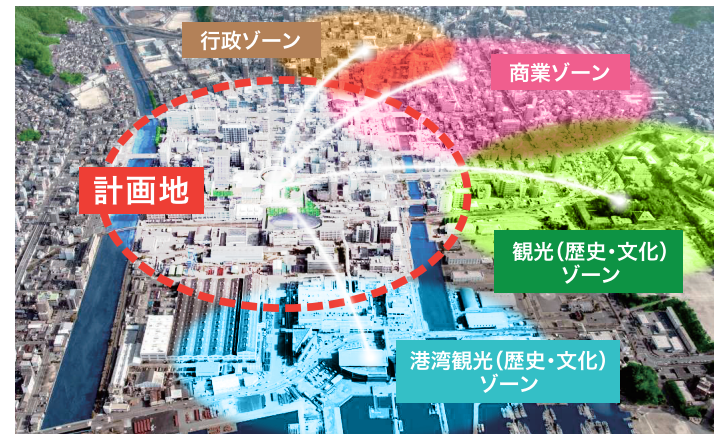 行政ゾーン
商業ゾーン
計画地
観光(歴史・文化)
ゾーン
港湾観光(歴史・文化)
ゾーン